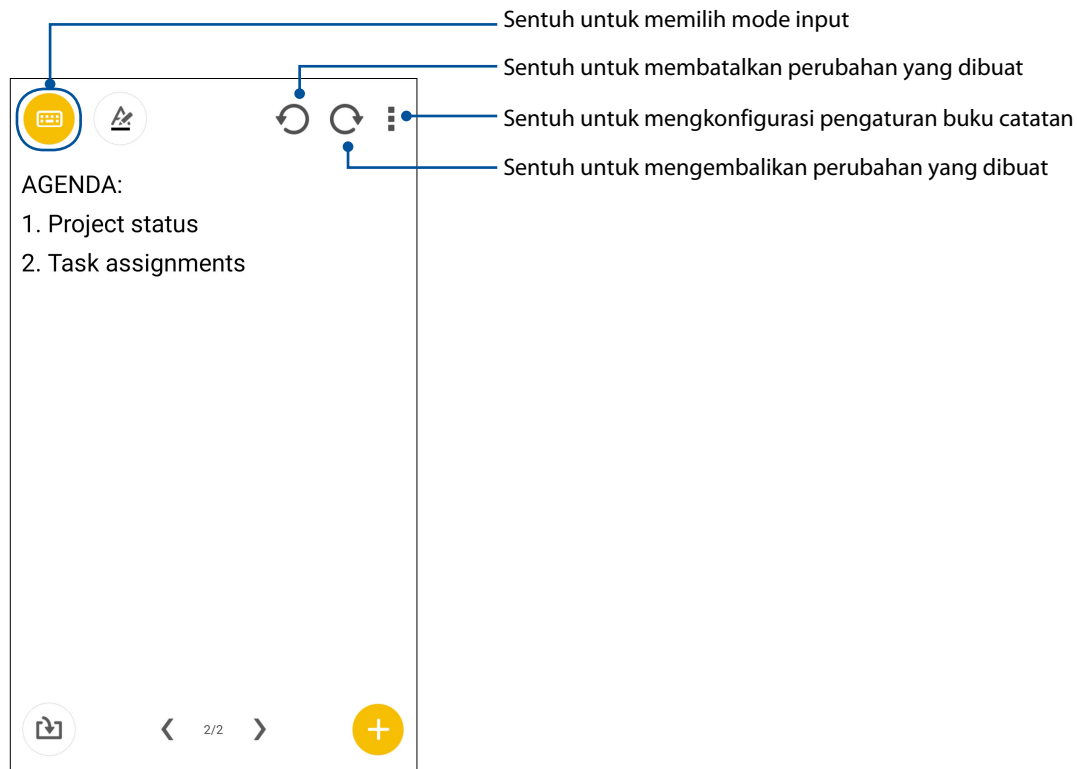 Sentuh untuk memilih mode input
Sentuh untuk membatalkan perubahan yang dibuat
Sentuh untuk mengkonfigurasi pengaturan buku catatan
Sentuh untuk mengembalikan perubahan yang dibuat
AGENDA:
1. Project status
2. Task assignments
2/2